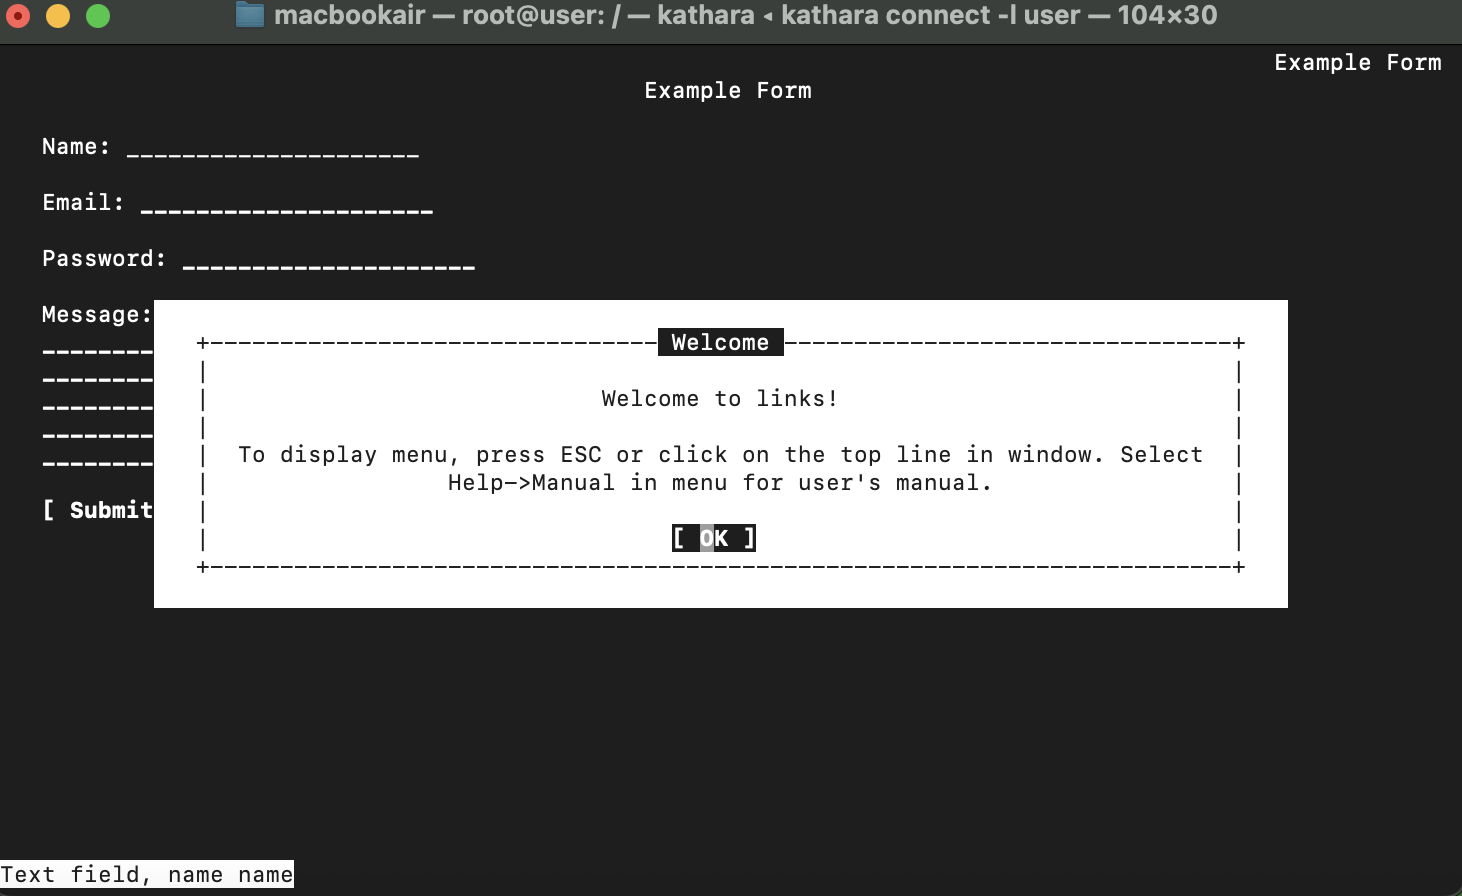 macbookair — root@user: / — kathara ◂ kathara connect -l user — 104×30
Example Form
Example Form
Name: _____________________
Email: _____________________
Password: _____________________
Message:
[ Submit
Welcome
Welcome to links!
To display menu, press ESC or click on the top line in window. Select
Help->Manual in menu for user's manual.
[ OK ]
Text field, name name